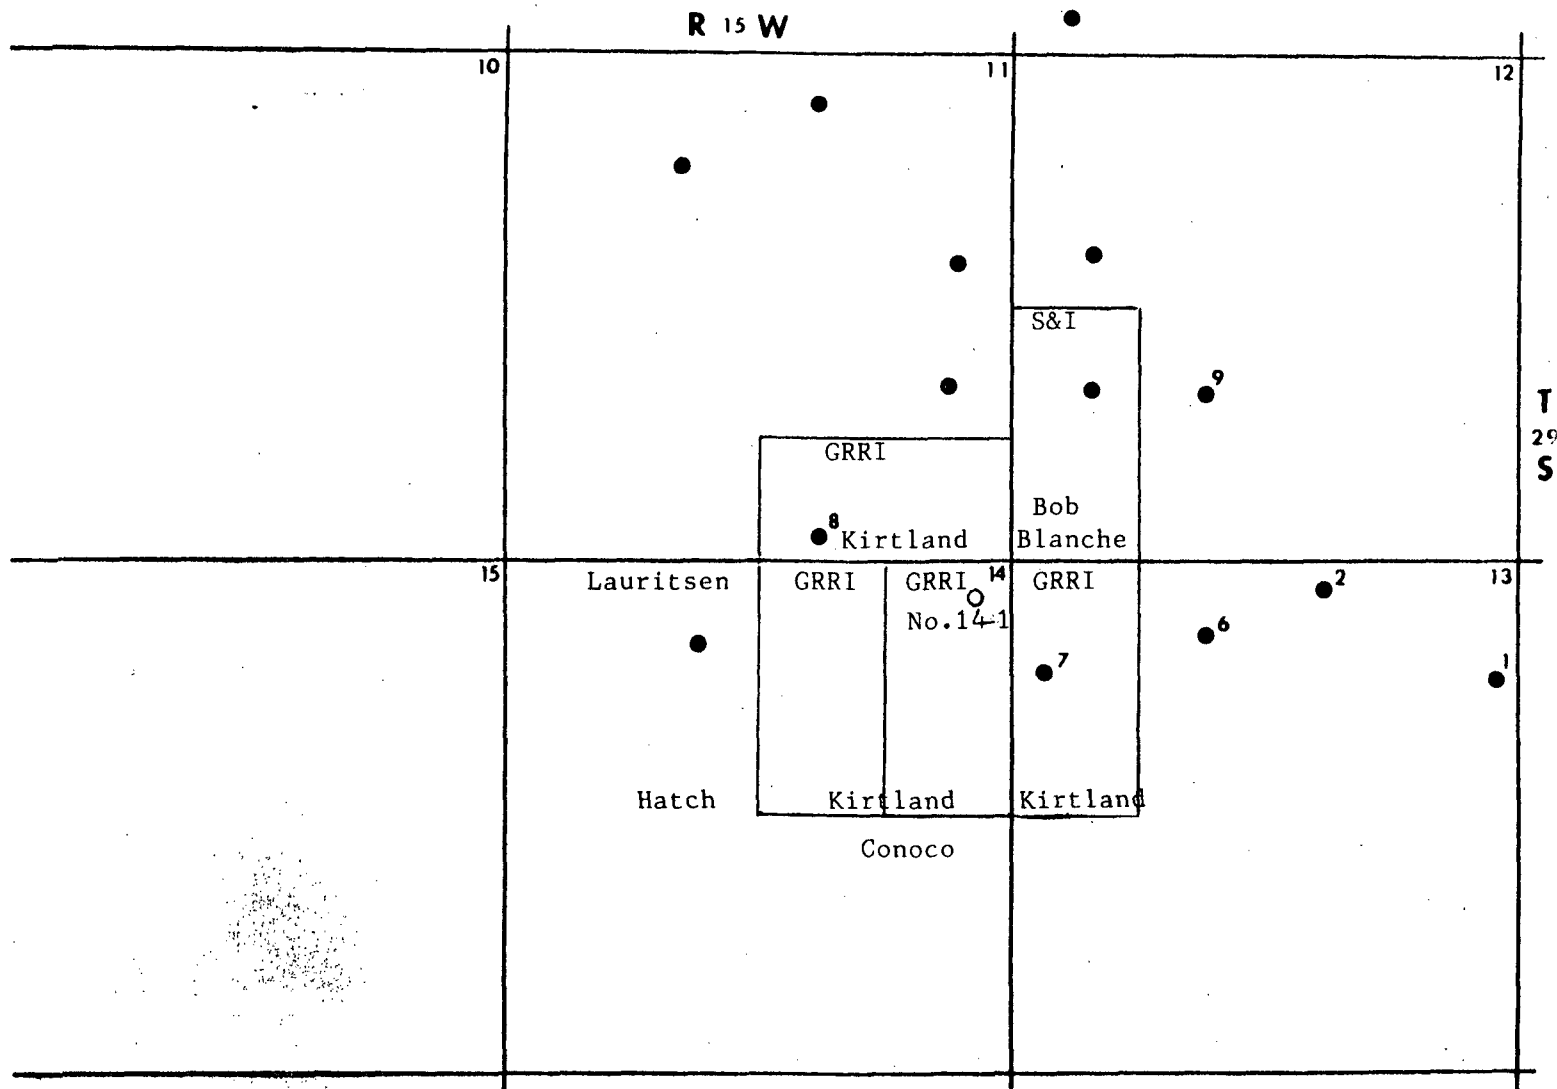 R 15 W
10
11
12
S&I
9
T
29
S
GRRI
Bob
8
Kirtland
Blanche
15
Lauritsen
GRRI
GRRI
14
GRRI
2
13
No.14-1
6
7
1
Hatch
Kirtland
Kirtland
Conoco